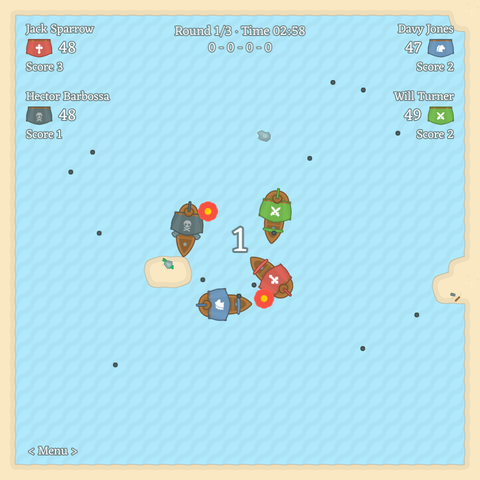 Jack Sparrow
48
Score 3
Round 1/3 · Time 02:58
0 - 0 - 0 - 0
Davy Jones
47
Score 2
Hector Barbossa
48
Score 1
Will Turner
49
Score 2
1
< Menu >